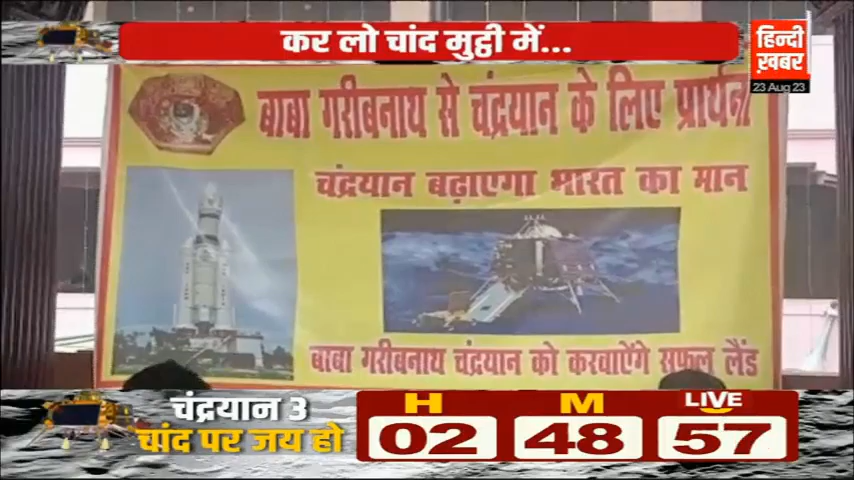 कर लो चांद मुट्ठी में...
हिन्दी
ख़बर
23 Aug 23
बाबा गरीबनाथ से चंद्रयान के लिए प्रार्थना
चंद्रयान बढ़ाएगा भारत का मान
बाबा गरीबनाथ चंद्रयान को करवाऐंगे सफल लैंड
चंद्रयान 3
चांद पर जय हो
H M LIVE
02 48 57